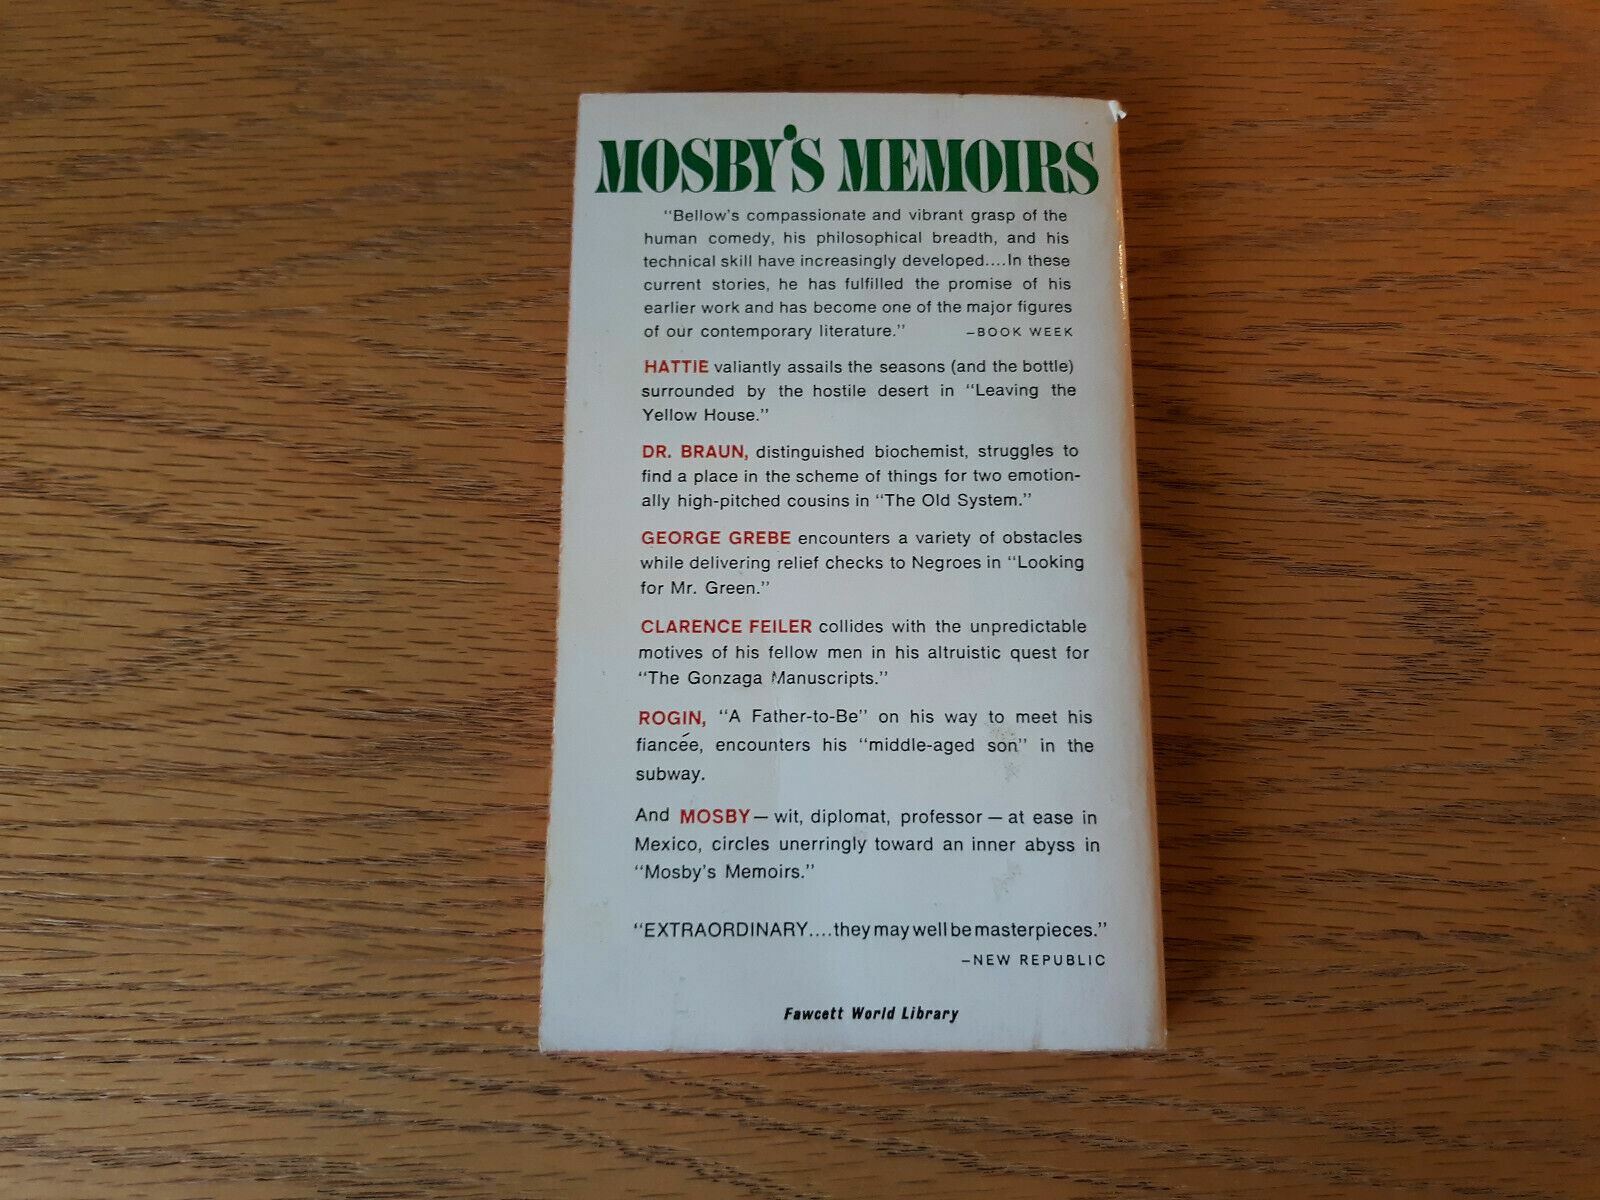 MOSBY'S MEMOIRS
"Bellow's compassionate and vibrant grasp of the
human comedy, his philosophical breadth, and his
technical skill have increasingly developed....In these
current stories, he has fulfilled the promise of his
earlier work and has become one of the major figures
of our contemporary literature." –BOOK WEEK
HATTIE valiantly assails the seasons (and the bottle)
surrounded by the hostile desert in "Leaving the
Yellow House."
DR. BRAUN, distinguished biochemist, struggles to
find a place in the scheme of things for two emotion-
ally high-pitched cousins in "The Old System."
GEORGE GREBE encounters a variety of obstacles
while delivering relief checks to Negroes in "Looking
for Mr. Green."
CLARENCE FEILER collides with the unpredictable
motives of his fellow men in his altruistic quest for
"The Gonzaga Manuscripts."
ROGIN, "A Father-to-Be" on his way to meet his
fiancée, encounters his "middle-aged son" in the
subway.
And MOSBY — wit, diplomat, professor — at ease in
Mexico, circles unerringly toward an inner abyss in
"Mosby's Memoirs."
"EXTRAORDINARY....they may well be masterpieces."
–NEW REPUBLIC
Fawcett World Library